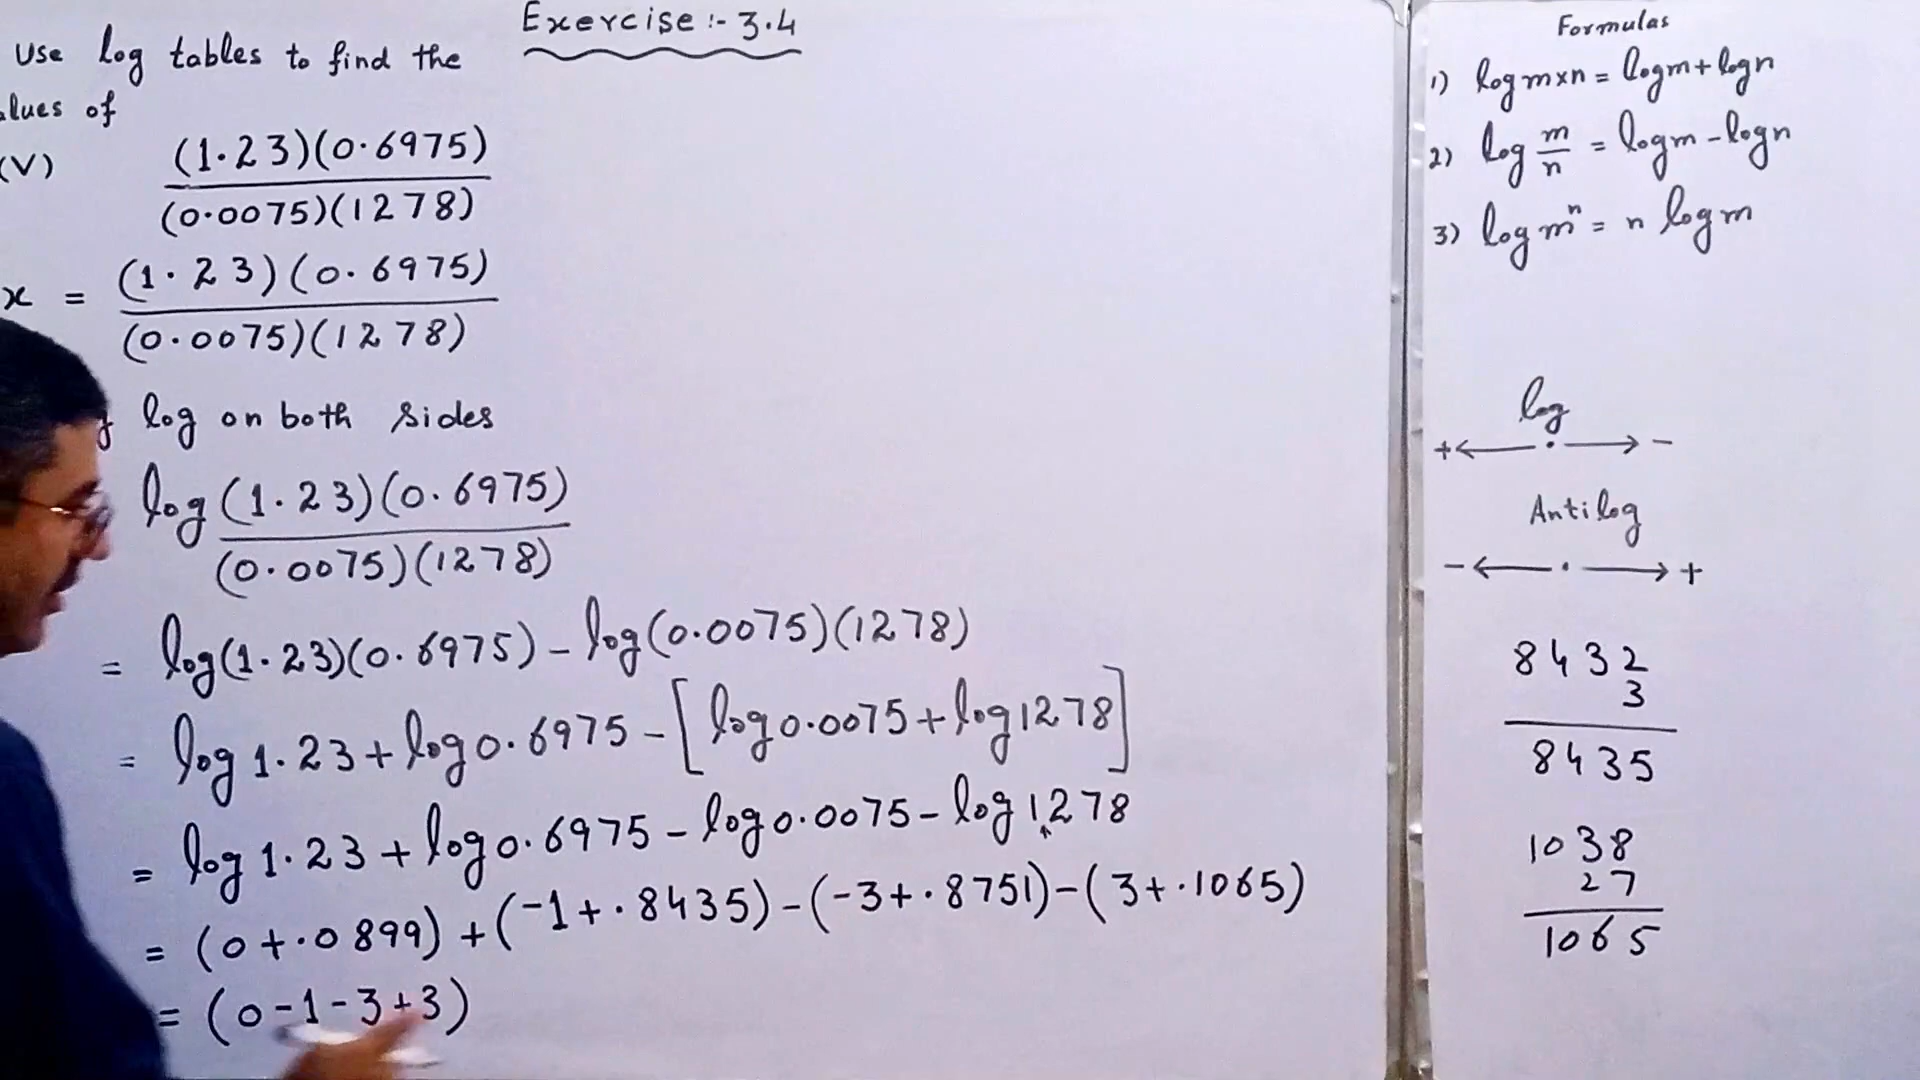 Exercise :- 3.4
Use log tables to find the
alues of
(V) (1.23)(0.6975)
(0.0075)(1278)
x = (1.23)(0.6975)
(0.0075)(1278)
log on both sides
log (1.23)(0.6975)
(0.0075)(1278)
= log(1.23)(0.6975) - log(0.0075)(1278)
= log 1.23 + log 0.6975 - [log 0.0075 + log 1278]
= log 1.23 + log 0.6975 - log 0.0075 - log 1278
= (0+.0899) + (-1+.8435) - (-3+.8751) - (3+.1065)
= (0-1-3+3)
Formulas
1) log m×n = log m + log n
2) log m/n = log m - log n
3) log mⁿ = n log m
log
+ ← . → -
Antilog
- ← . → +
8432
3
8435
1038
27
1065